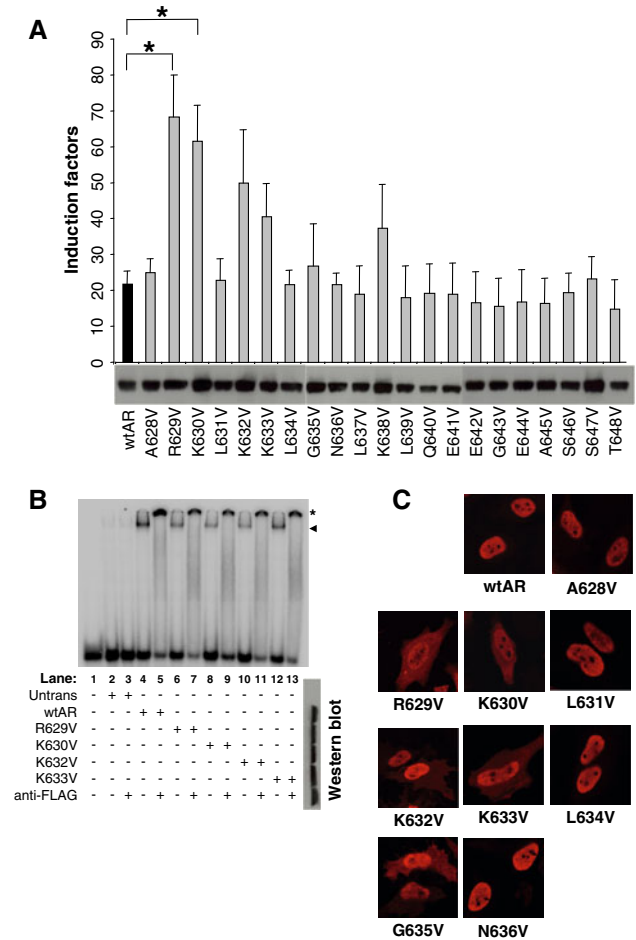 A
* *
Induction factors
90
80
70
60
50
40
30
20
10
0
wtAR A628V R629V K630V L631V K632V K633V L634V G635V N636V L637V K638V L639V Q640V E641V E642V G643V E644V A645V S646V S647V T648V
B
*
Lane: 1 2 3 4 5 6 7 8 9 10 11 12 13
Untrans - + + - - - - - - - - - -
wtAR - - - + + - - - - - - - -
R629V - - - - - + + - - - - - -
K630V - - - - - - - + + - - - -
K632V - - - - - - - - - + + - -
K633V - - - - - - - - - - - + +
anti-FLAG - - + - + - + - + - + - +
Western blot
C
wtAR A628V
R629V K630V L631V
K632V K633V L634V
G635V N636V